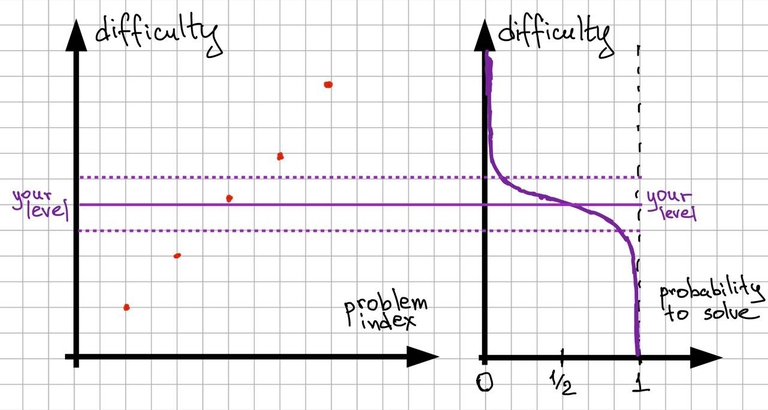 difficulty
your
level
problem
index
difficulty
your
level
probability
to solve
0
1/2
1